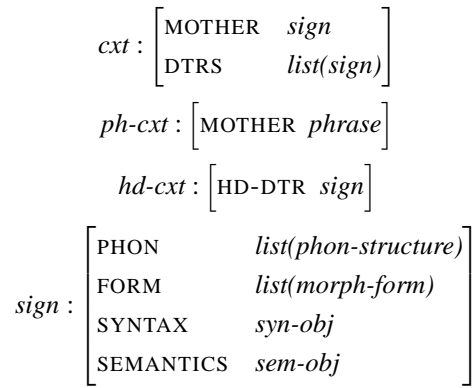 cxt : [MOTHER sign
DTRS list(sign)]
ph-cxt : [MOTHER phrase]
hd-cxt : [HD-DTR sign]
sign : [PHON list(phon-structure)
FORM list(morph-form)
SYNTAX syn-obj
SEMANTICS sem-obj]